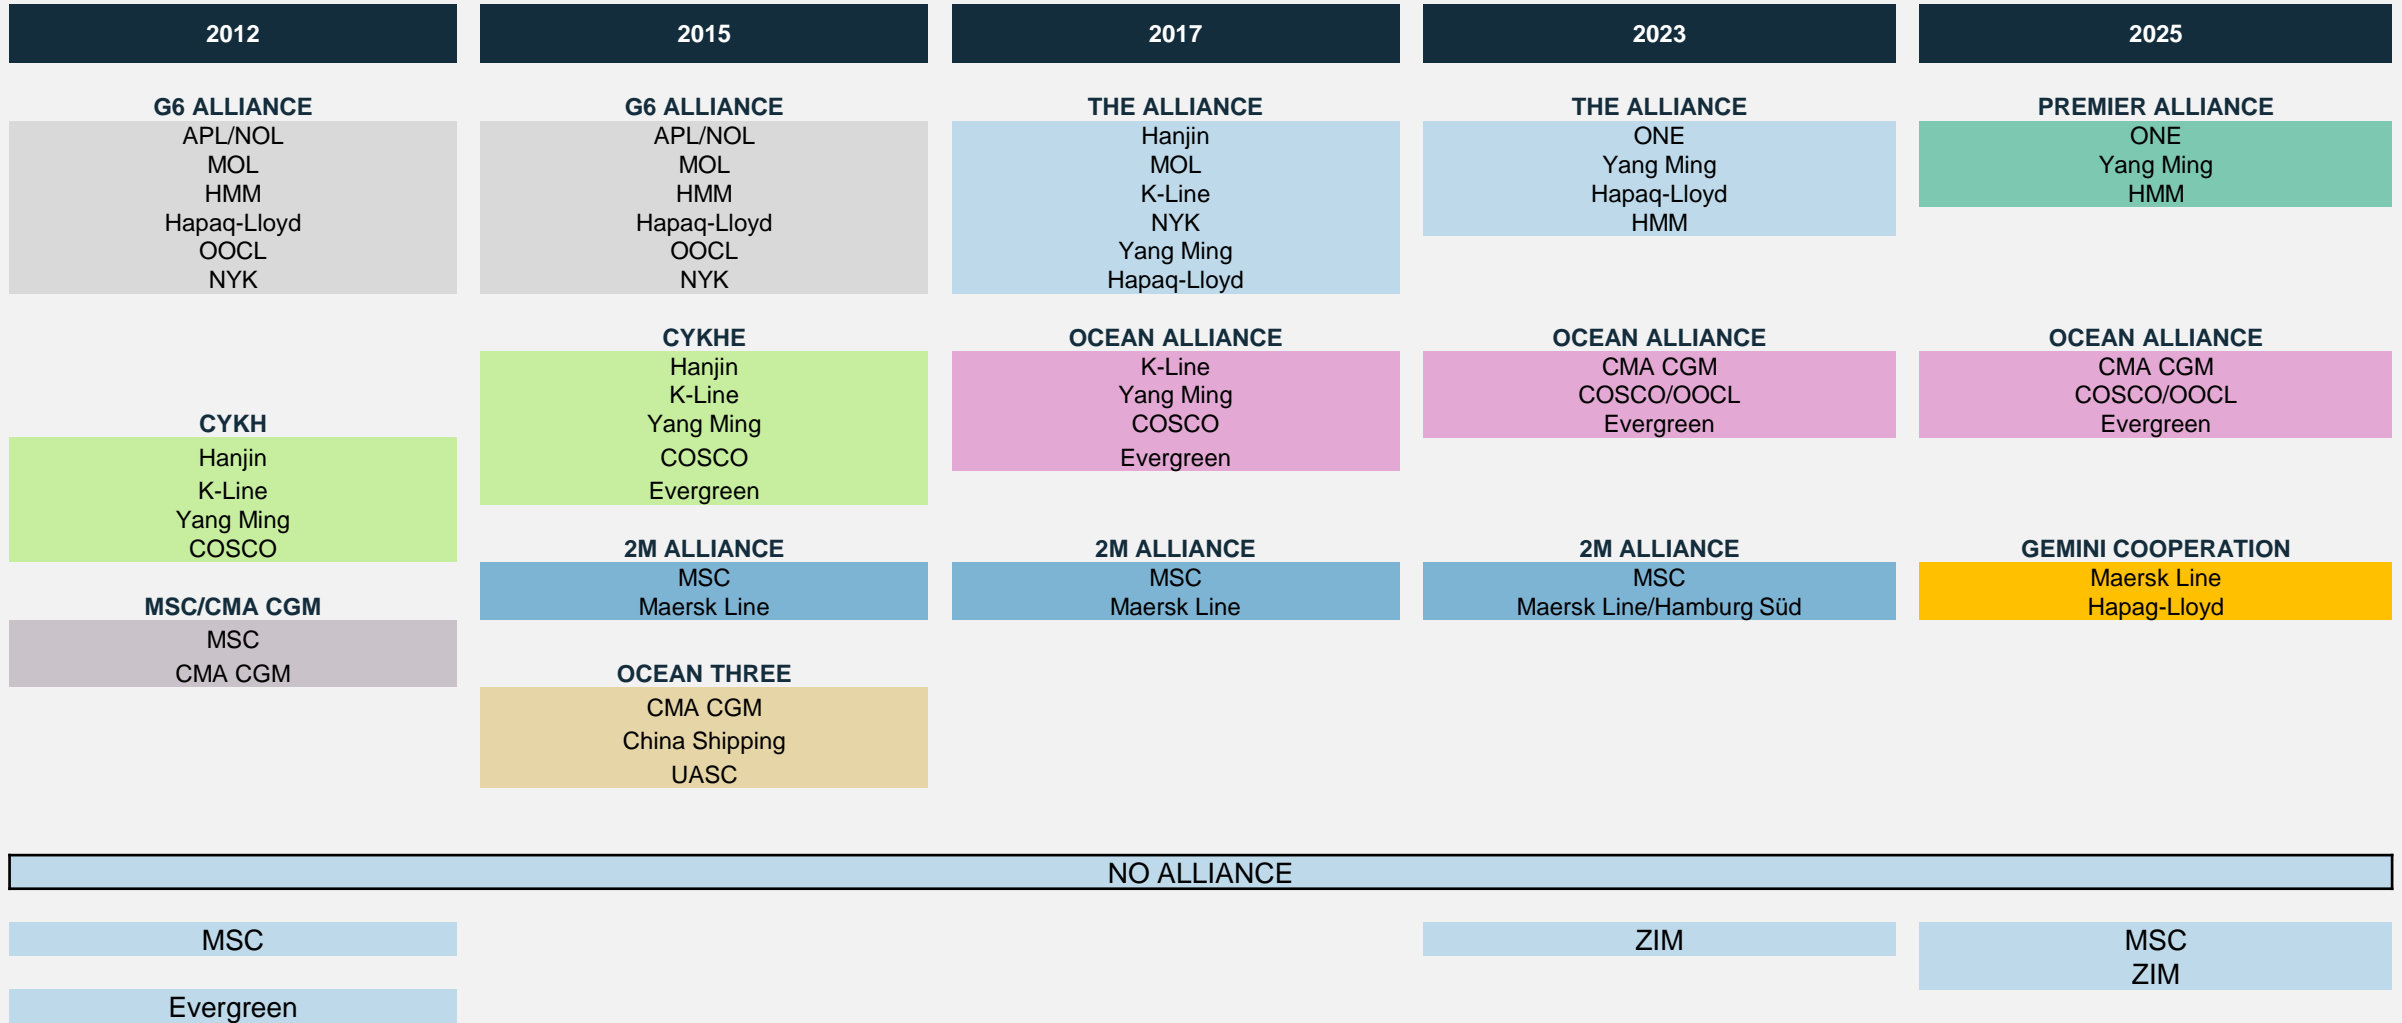 2012
2015
2017
2023
2025
G6 ALLIANCE
APL/NOL
MOL
HMM
Hapaq-Lloyd
OOCL
NYK
CYKH
Hanjin
K-Line
Yang Ming
COSCO
MSC/CMA CGM
MSC
CMA CGM
G6 ALLIANCE
APL/NOL
MOL
HMM
Hapaq-Lloyd
OOCL
NYK
CYKHE
Hanjin
K-Line
Yang Ming
COSCO
Evergreen
2M ALLIANCE
MSC
Maersk Line
OCEAN THREE
CMA CGM
China Shipping
UASC
THE ALLIANCE
Hanjin
MOL
K-Line
NYK
Yang Ming
Hapaq-Lloyd
OCEAN ALLIANCE
K-Line
Yang Ming
COSCO
Evergreen
2M ALLIANCE
MSC
Maersk Line
THE ALLIANCE
ONE
Yang Ming
Hapaq-Lloyd
HMM
OCEAN ALLIANCE
CMA CGM
COSCO/OOCL
Evergreen
2M ALLIANCE
MSC
Maersk Line/Hamburg Süd
PREMIER ALLIANCE
ONE
Yang Ming
HMM
OCEAN ALLIANCE
CMA CGM
COSCO/OOCL
Evergreen
GEMINI COOPERATION
Maersk Line
Hapag-Lloyd
NO ALLIANCE
MSC
Evergreen
ZIM
MSC
ZIM